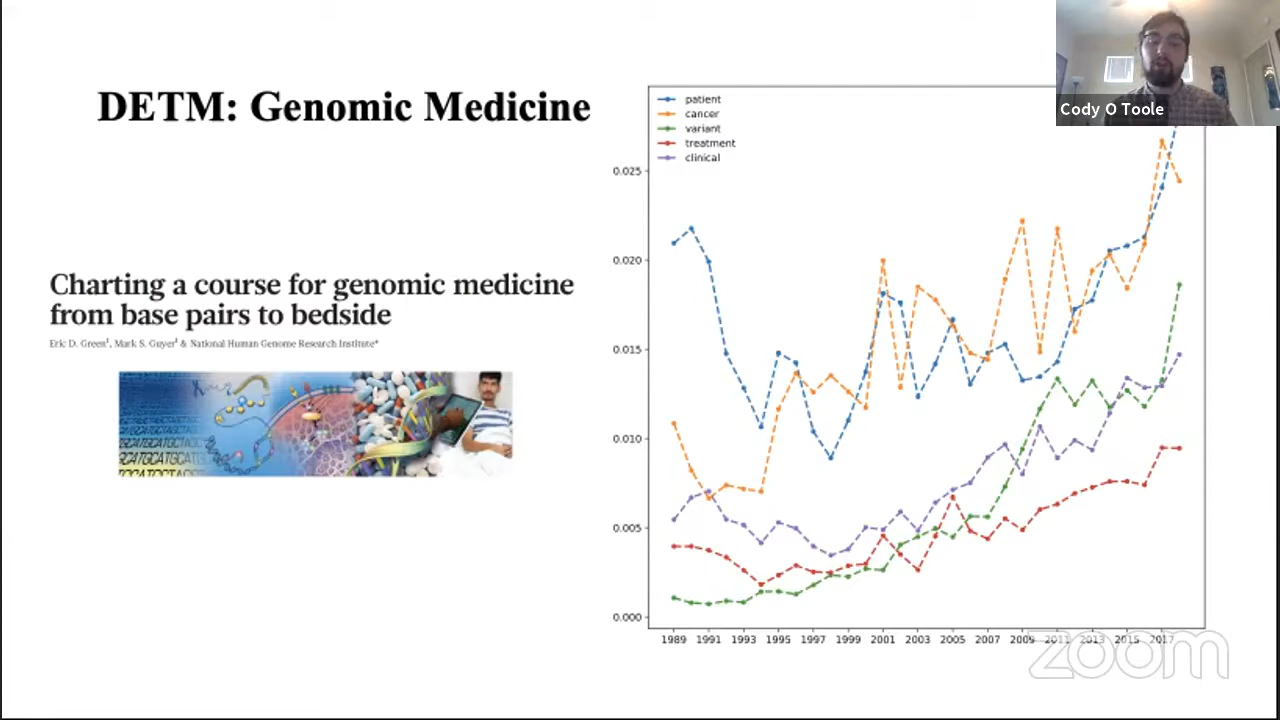 DETM: Genomic Medicine
Charting a course for genomic medicine
from base pairs to bedside
Eric D. Green¹, Mark S. Guyer¹ & National Human Genome Research Institute*
patient
cancer
variant
treatment
clinical
0.025
0.020
0.015
0.010
0.005
0.000
1989 1991 1993 1995 1997 1999 2001 2003 2005 2007 2009 2011 2013 2015 2017
Cody O Toole
zoom